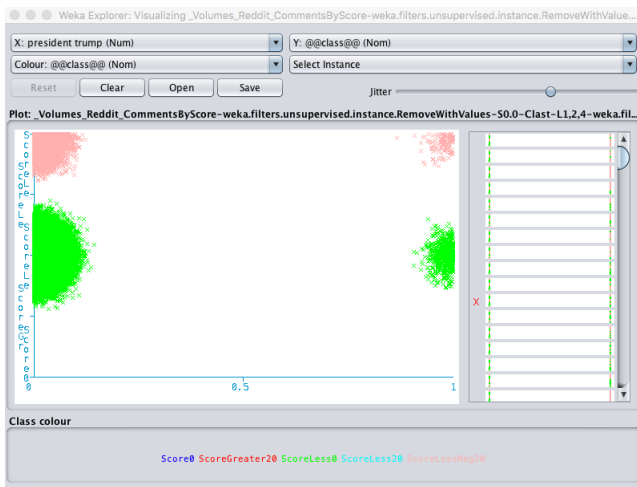 Weka Explorer: Visualizing _Volumes_Reddit_CommentsByScore-weka.filters.unsupervised.instance.RemoveWithValue...
X: president trump (Num) Y: @@class@@ (Nom)
Colour: @@class@@ (Nom) Select Instance
Reset Clear Open Save Jitter
Plot: _Volumes_Reddit_CommentsByScore-weka.filters.unsupervised.instance.RemoveWithValues-S0.0-Clast-L1,2,4-weka.fil...
X
0 0.5 1
Class colour
Score0 ScoreGreater20 ScoreLess0 ScoreLess20 ScoreLessNeg20